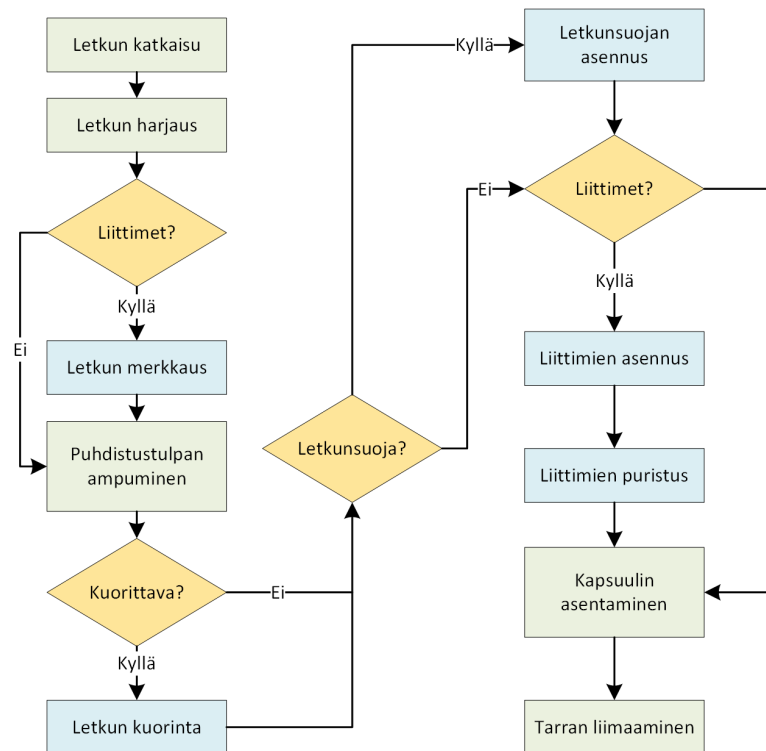 Letkun katkaisu
Letkun harjaus
Liittimet?
Kyllä
Ei
Letkun merkkaus
Puhdistustulpan
ampuminen
Kuorittava?
Ei
Kyllä
Letkun kuorinta
Letkunsuoja?
Kyllä
Ei
Letkunsuojan
asennus
Liittimet?
Kyllä
Liittimien asennus
Liittimien puristus
Kapsuulin
asentaminen
Tarran liimaaminen